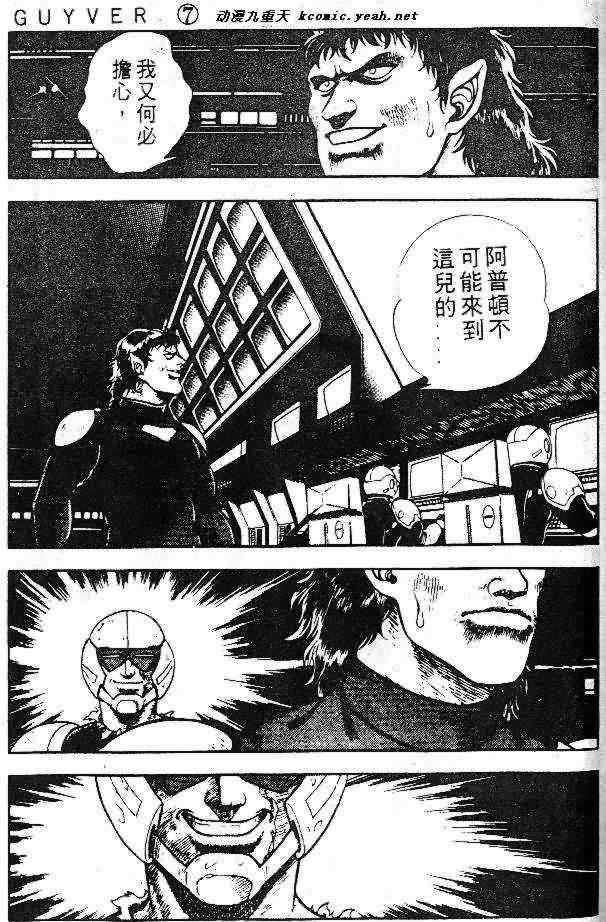 GUYVER ⑦ 动漫九重天 kcomic.yeah.net
我又何必
擔心，
阿普頓不
可能來到
這兒的....